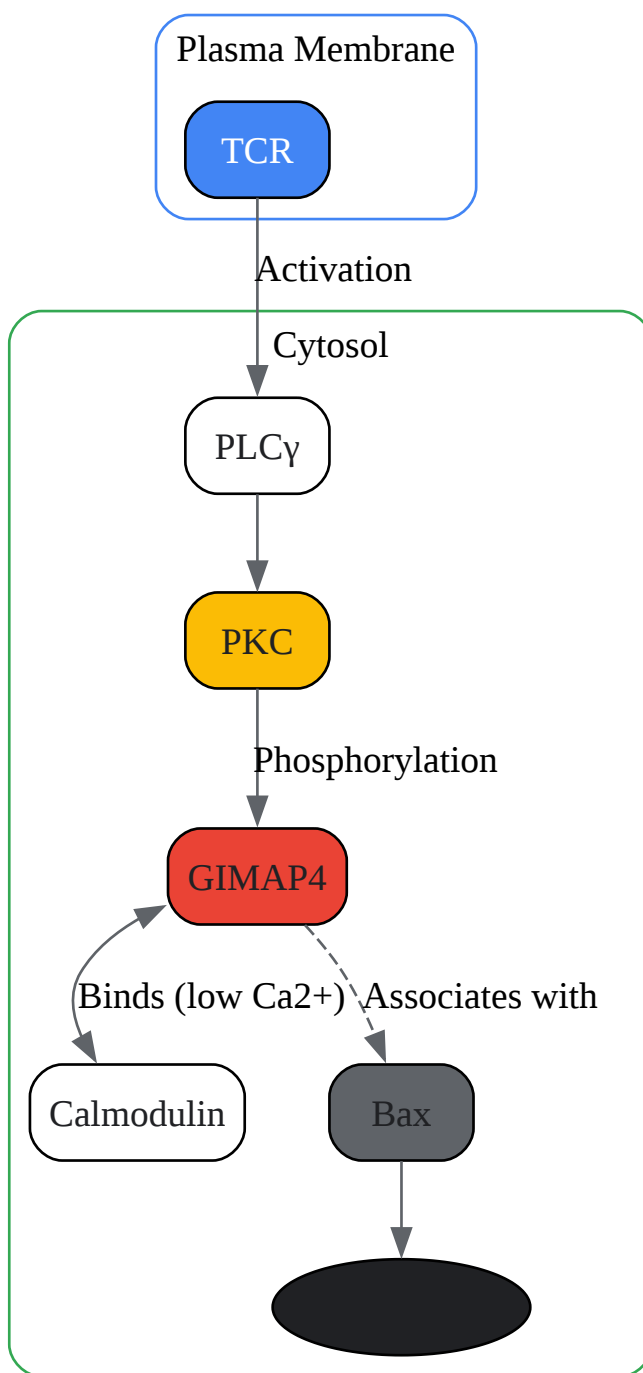 Plasma Membrane
TCR
Activation
Cytosol
PLCγ
PKC
Phosphorylation
GIMAP4
Binds (low Ca2+)
Associates with
Calmodulin
Bax